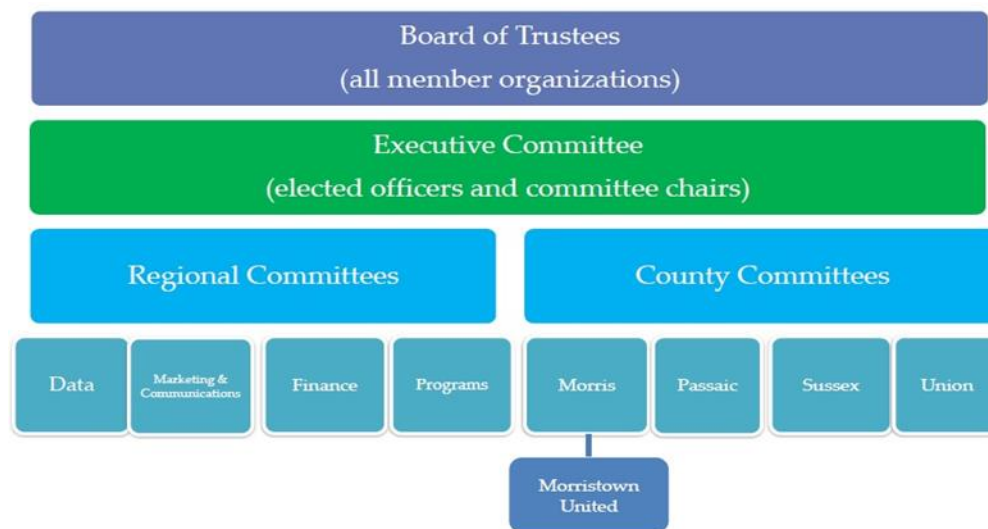 Board of Trustees
(all member organizations)
Executive Committee
(elected officers and committee chairs)
Regional Committees
County Committees
Data
Marketing &
Communications
Finance
Programs
Morris
Passaic
Sussex
Union
Morristown
United